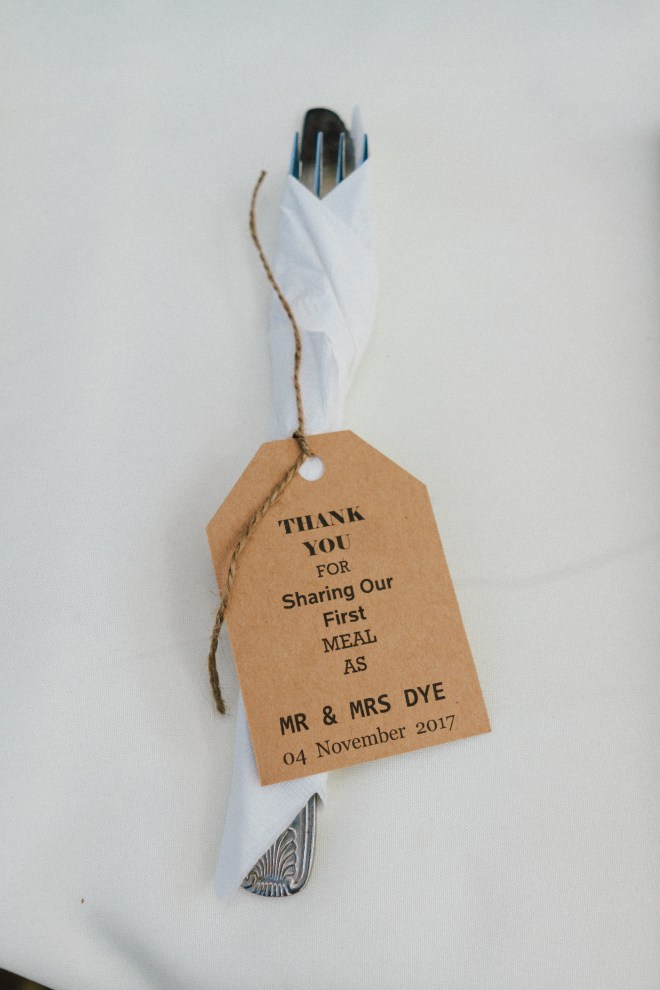 THANK
YOU
FOR
Sharing Our
First
MEAL
AS
MR & MRS DYE
04 November 2017